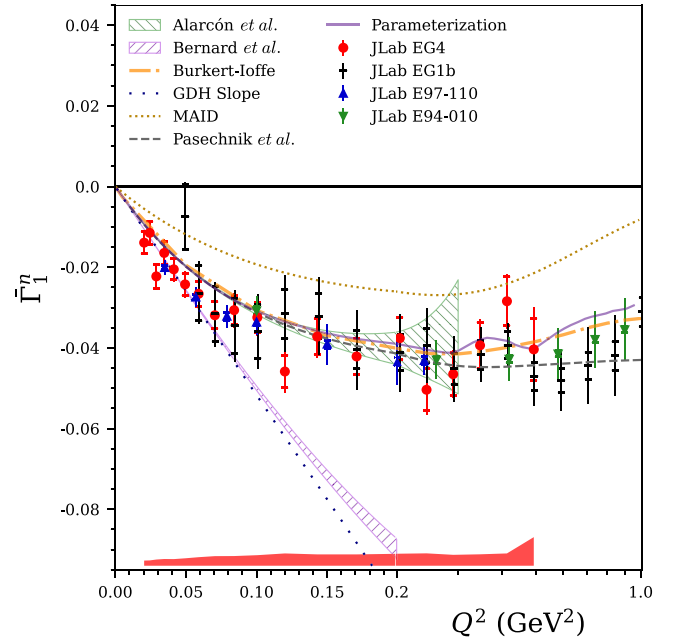 0.04
0.02
0.0
-0.02
-0.04
-0.06
-0.08
Γ̄₁ⁿ
Alarcón et al.
Bernard et al.
Burkert-Ioffe
GDH Slope
MAID
Pasechnik et al.
Parameterization
JLab EG4
JLab EG1b
JLab E97-110
JLab E94-010
0.00 0.05 0.10 0.15 0.2 1.0
Q² (GeV²)